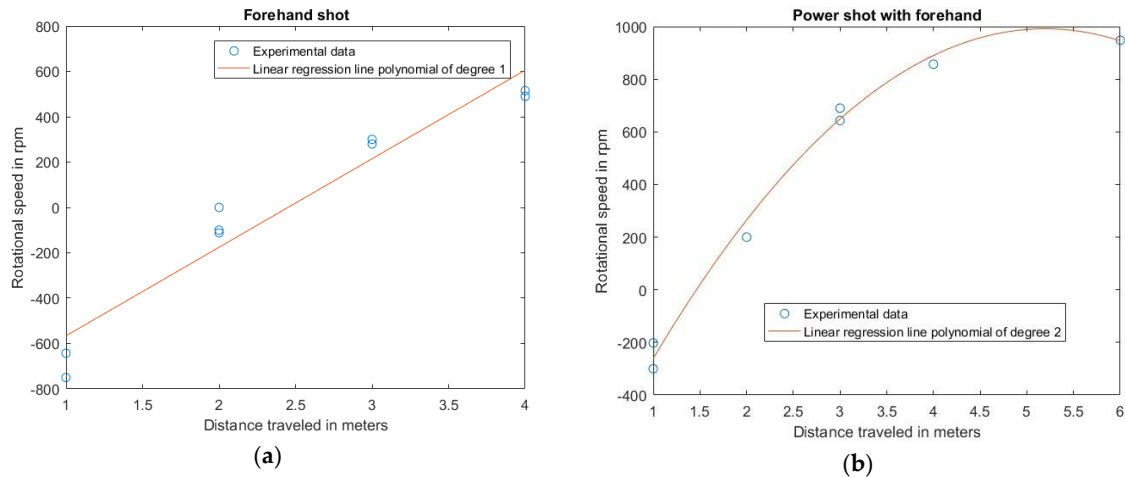 Forehand shot
800
600
400
200
0
-200
-400
-600
-800
Rotational speed in rpm
Experimental data
Linear regression line polynomial of degree 1
1 1.5 2 2.5 3 3.5 4
Distance traveled in meters
(a)
Power shot with forehand
1000
800
600
400
200
0
-200
-400
Rotational speed in rpm
Experimental data
Linear regression line polynomial of degree 2
1 1.5 2 2.5 3 3.5 4 4.5 5 5.5 6
Distance traveled in meters
(b)